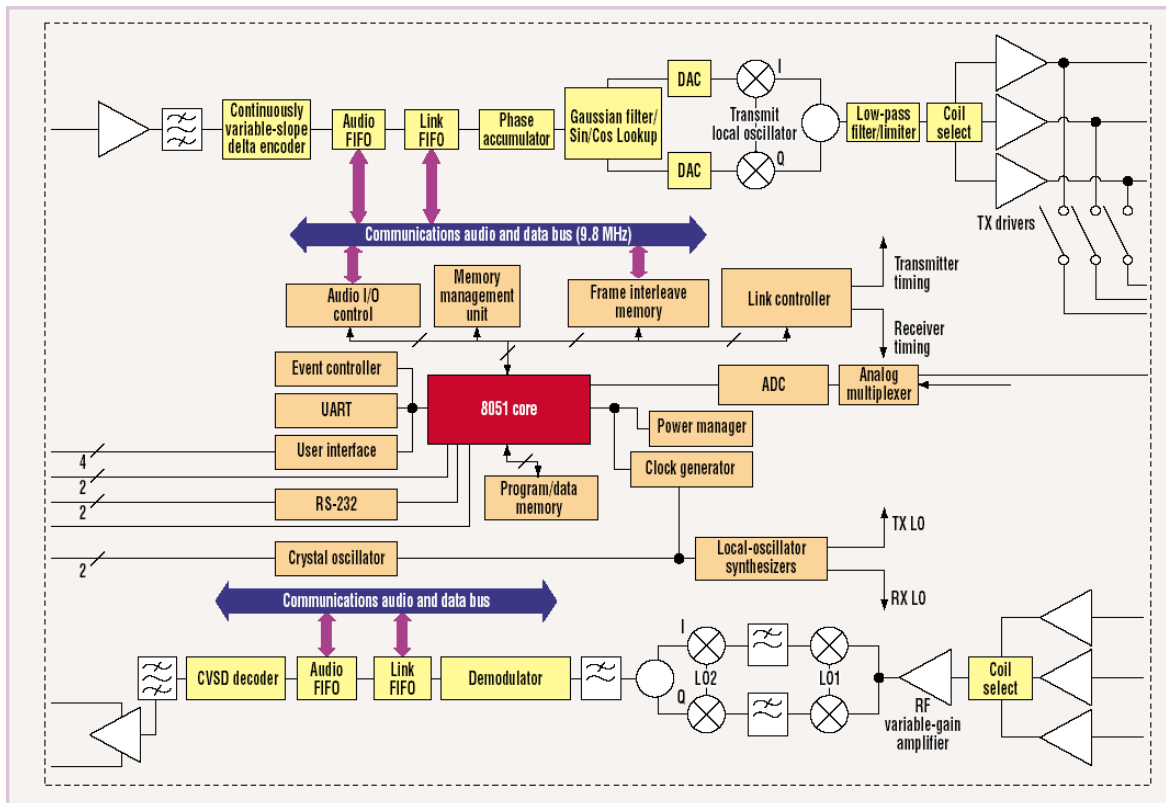 Continuously
variable-slope
delta encoder
Audio
FIFO
Link
FIFO
Phase
accumulator
Gaussian filter/
Sin/Cos Lookup
DAC
DAC
I
Transmit
local oscillator
Q
Low-pass
filter/limiter
Coil
select
TX drivers
Communications audio and data bus (9.8 MHz)
Audio I/O
control
Memory
management
unit
Frame interleave
memory
Link controller
Transmitter
timing
Receiver
timing
Event controller
UART
User interface
8051 core
ADC
Analog
multiplexer
Power manager
Clock generator
4
2
2
RS-232
Program/data
memory
2
Crystal oscillator
Local-oscillator
synthesizers
TX LO
RX LO
Communications audio and data bus
CVSD decoder
Audio
FIFO
Link
FIFO
Demodulator
I
Q
LO2
LO1
RF
variable-gain
amplifier
Coil
select